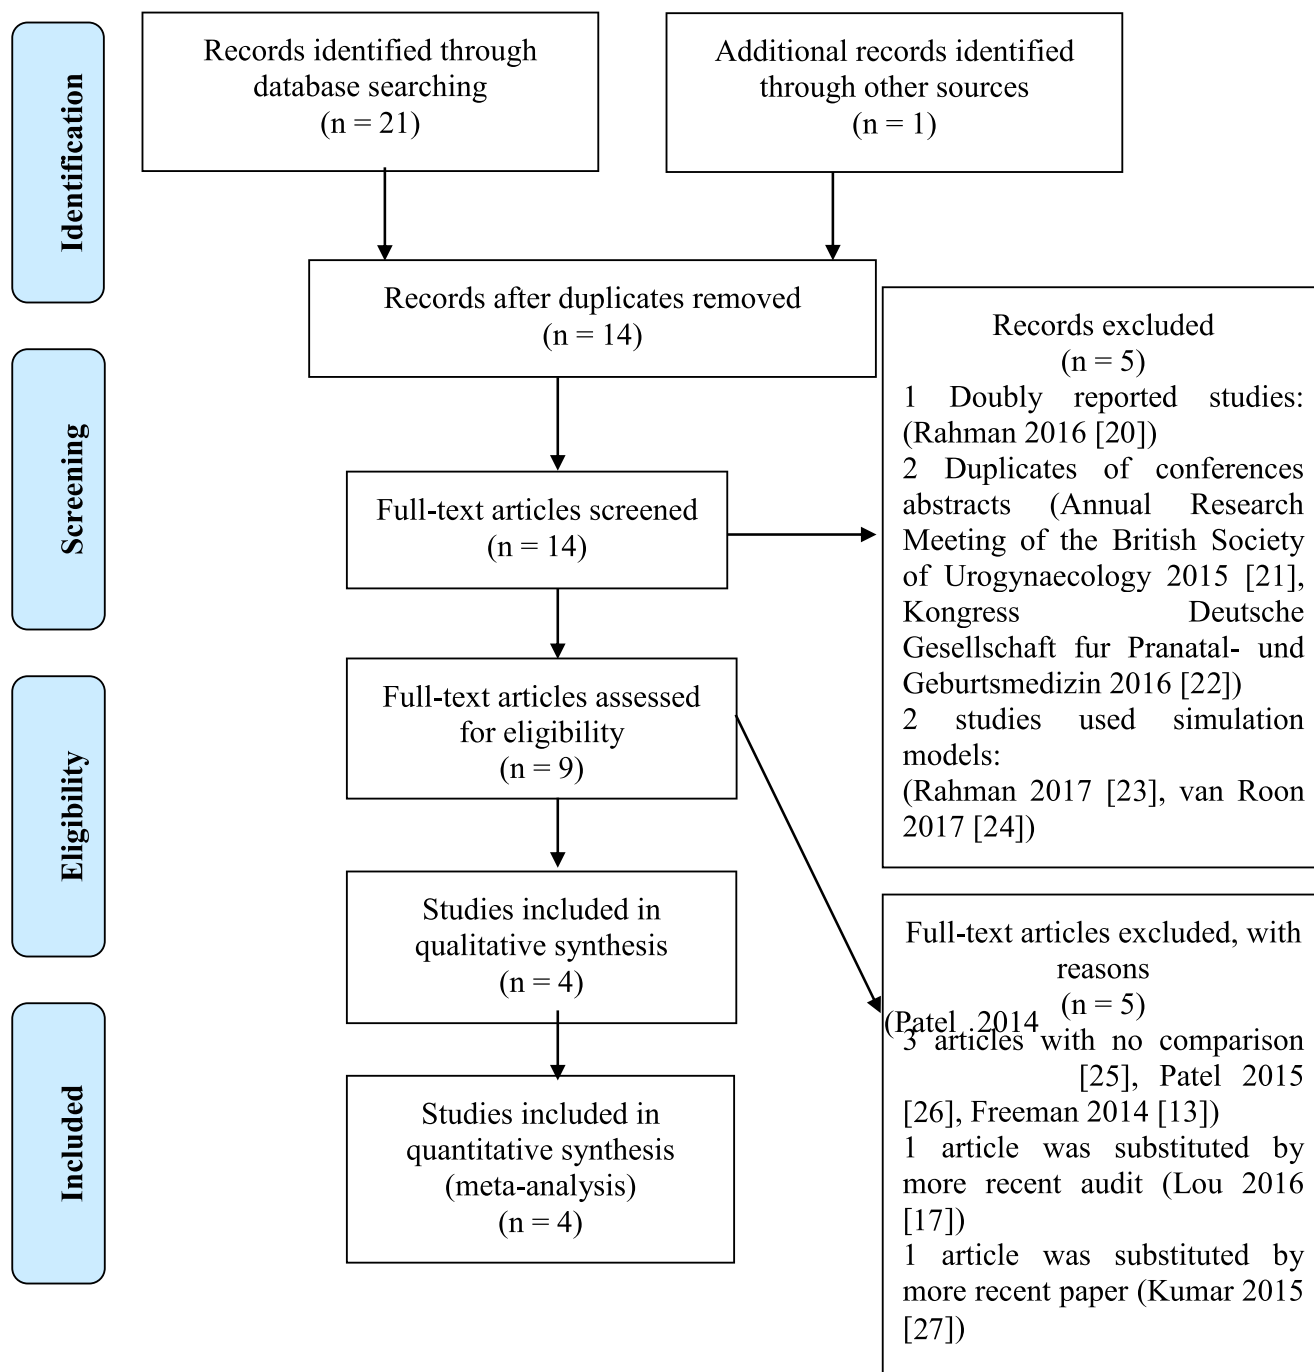 Identification
Records identified through
database searching
(n = 21)
Additional records identified
through other sources
(n = 1)
Records after duplicates removed
(n = 14)
Screening
Full-text articles screened
(n = 14)
Records excluded
(n = 5)
1 Doubly reported studies:
(Rahman 2016 [20])
2 Duplicates of conferences
abstracts (Annual Research
Meeting of the British Society
of Urogynaecology 2015 [21],
Kongress Deutsche
Gesellschaft fur Pranatal- und
Geburtsmedizin 2016 [22])
2 studies used simulation
models:
(Rahman 2017 [23], van Roon
2017 [24])
Eligibility
Full-text articles assessed
for eligibility
(n = 9)
Full-text articles excluded, with
reasons
(n = 5)
(Patel 2014
3 articles with no comparison
[25], Patel 2015
[26], Freeman 2014 [13])
1 article was substituted by
more recent audit (Lou 2016
[17])
1 article was substituted by
more recent paper (Kumar 2015
[27])
Studies included in
qualitative synthesis
(n = 4)
Included
Studies included in
quantitative synthesis
(meta-analysis)
(n = 4)